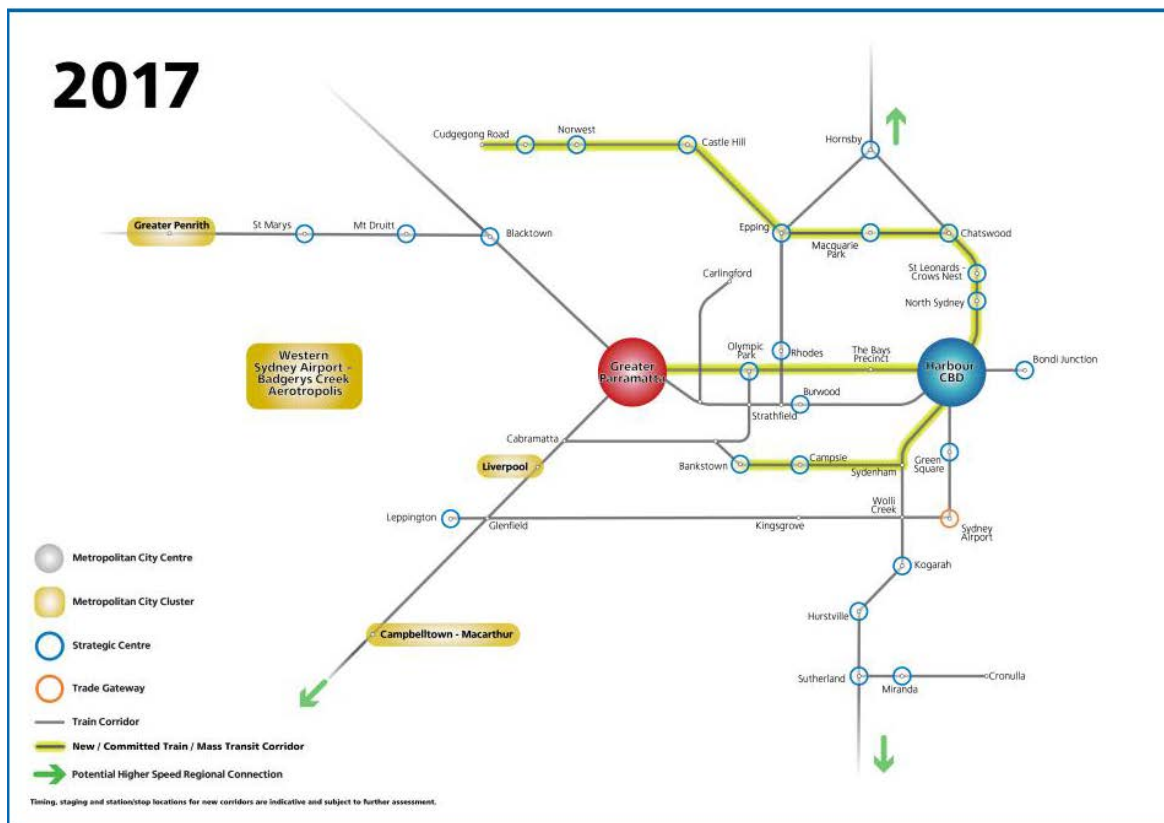 2017
Cudgegong Road
Norwest
Castle Hill
Hornsby
Greater Penrith
St Marys
Mt Druitt
Blacktown
Epping
Macquarie
Park
Chatswood
St Leonards -
Crows Nest
North Sydney
Carlingford
Western
Sydney Airport –
Badgerys Creek
Aerotropolis
Greater
Parramatta
Olympic
Park
Rhodes
The Bays
Precinct
Harbour
CBD
Bondi Junction
Burwood
Strathfield
Cabramatta
Liverpool
Bankstown
Campsie
Sydenham
Green
Square
Leppington
Glenfield
Kingsgrove
Wolli
Creek
Sydney
Airport
Kogarah
Hurstville
Campbelltown - Macarthur
Sutherland
Miranda
Cronulla
Metropolitan City Centre
Metropolitan City Cluster
Strategic Centre
Trade Gateway
Train Corridor
New / Committed Train / Mass Transit Corridor
Potential Higher Speed Regional Connection
Timing, staging and station/stop locations for new corridors are indicative and subject to further assessment.